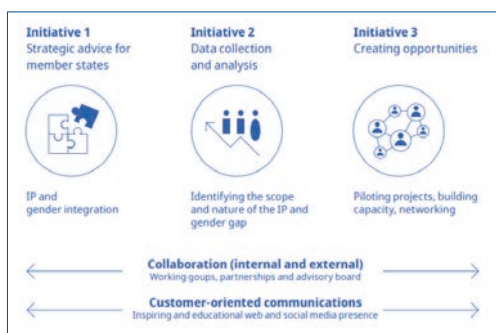 Initiative 1
Strategic advice for
member states
IP and
gender integration
Initiative 2
Data collection
and analysis
Identifying the scope
and nature of the IP and
gender gap
Initiative 3
Creating opportunities
Piloting projects, building
capacity, networking
Collaboration (internal and external)
Working goups, partnerships and advisory board
Customer-oriented communications
Inspiring and educational web and social media presence